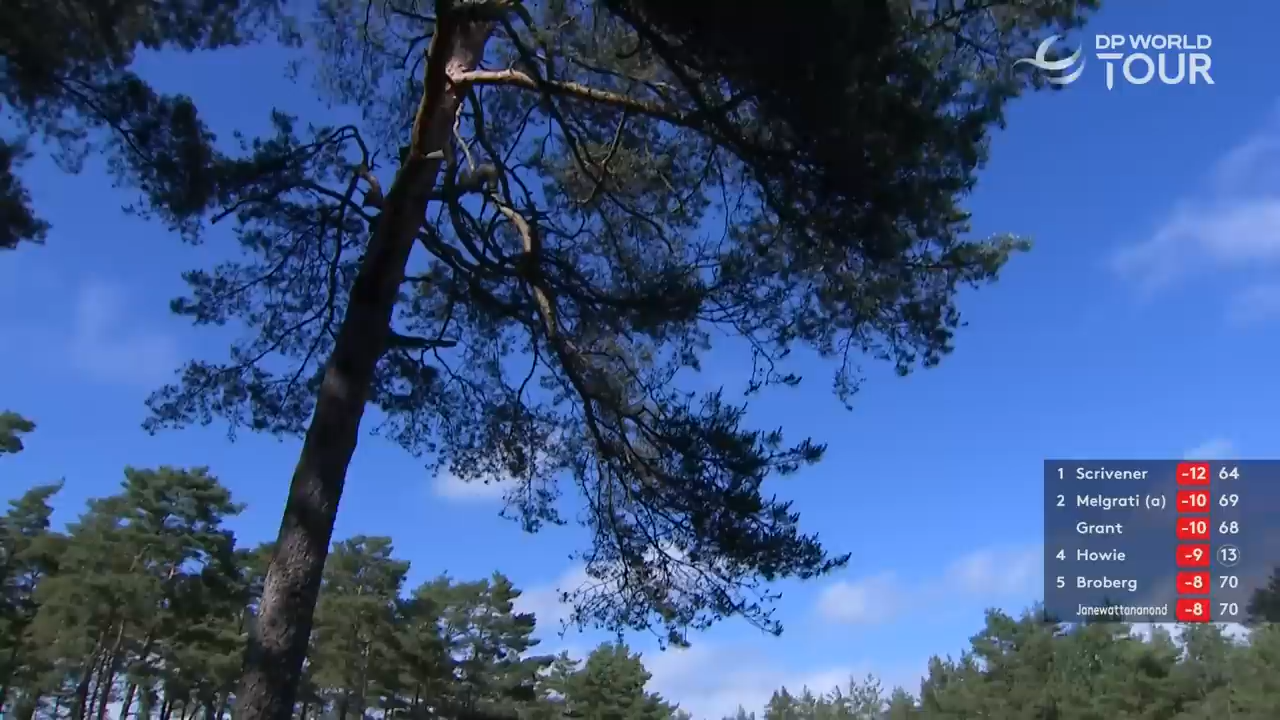 DP WORLD
TOUR
1 Scrivener -12 64
2 Melgrati (a) -10 69
Grant -10 68
4 Howie -9 13
5 Broberg -8 70
Janewattananond -8 70